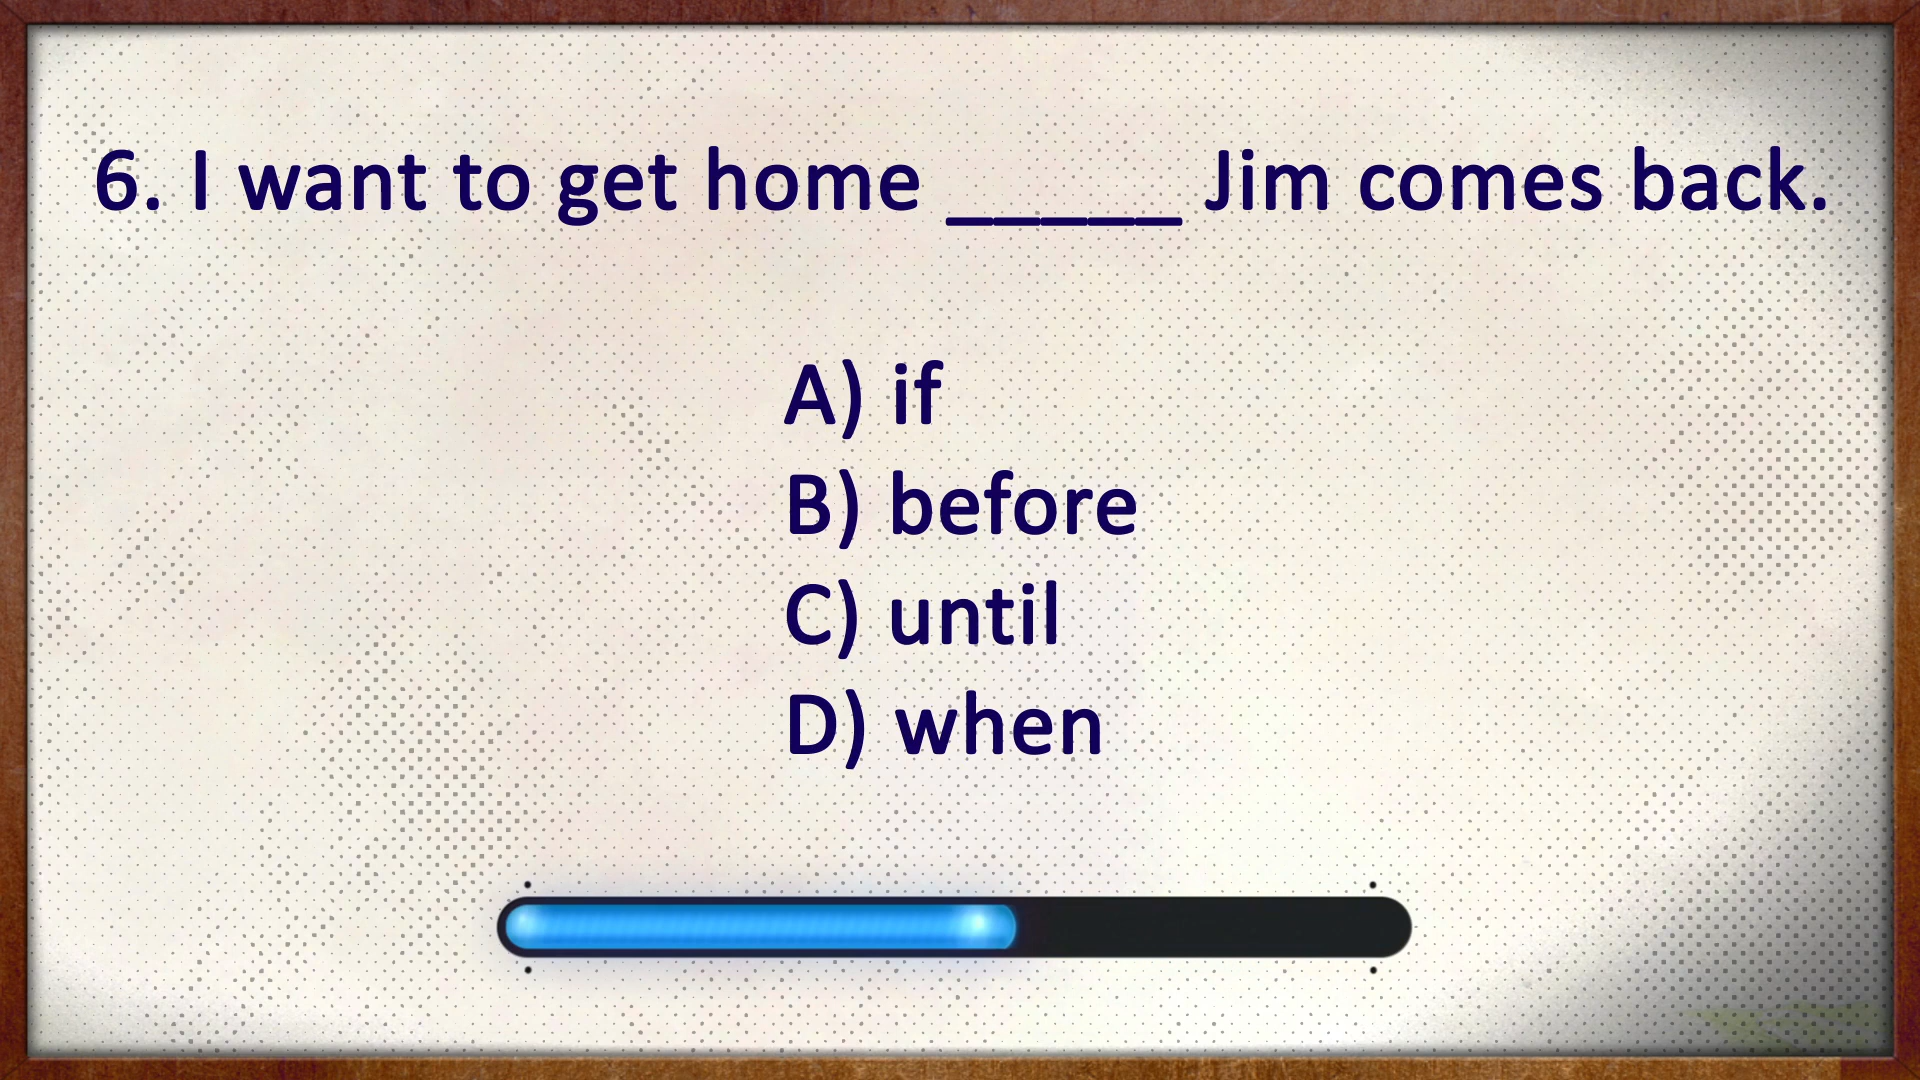 6. I want to get home _____ Jim comes back.
A) if
B) before
C) until
D) when